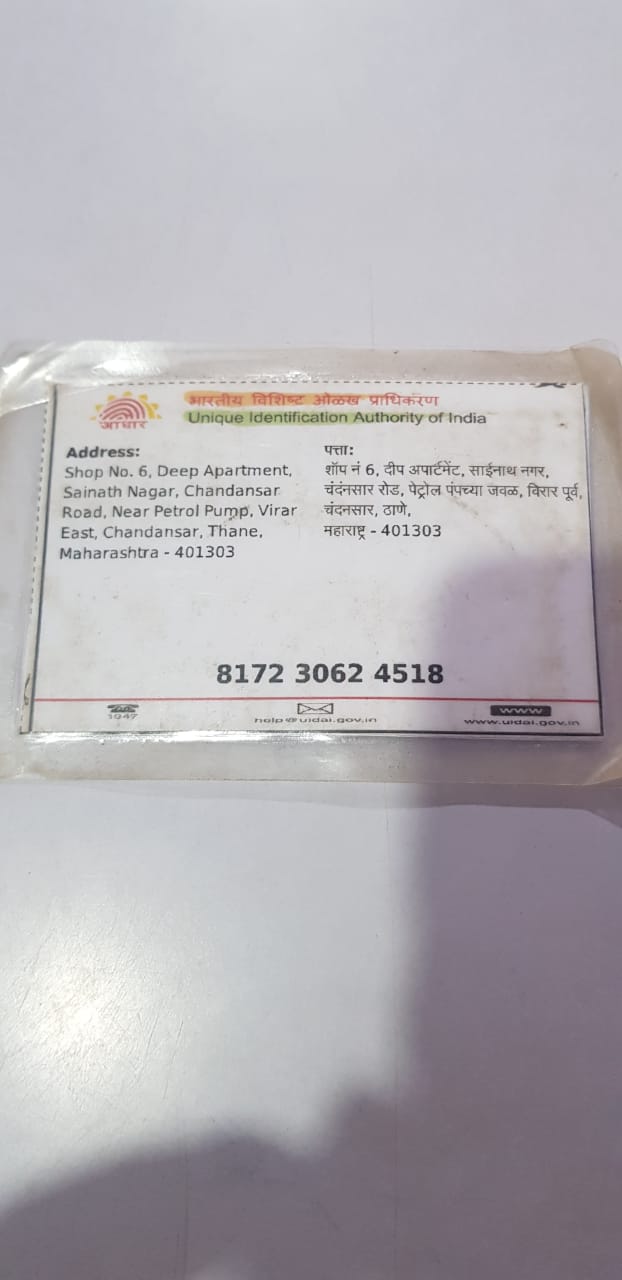 भारतीय विशिष्ट ओळख प्राधिकरण
Unique Identification Authority of India
आधार
Address:
Shop No. 6, Deep Apartment,
Sainath Nagar, Chandansar
Road, Near Petrol Pump, Virar
East, Chandansar, Thane,
Maharashtra - 401303
पत्ता:
शॉप नं 6, दीप अपार्टमेंट, साईनाथ नगर,
चंदनसार रोड, पेट्रोल पंपच्या जवळ, विरार पूर्व,
चंदनसार, ठाणे,
महाराष्ट्र - 401303
8172 3062 4518
1947
help@uidai.gov.in
www
www.uidai.gov.in